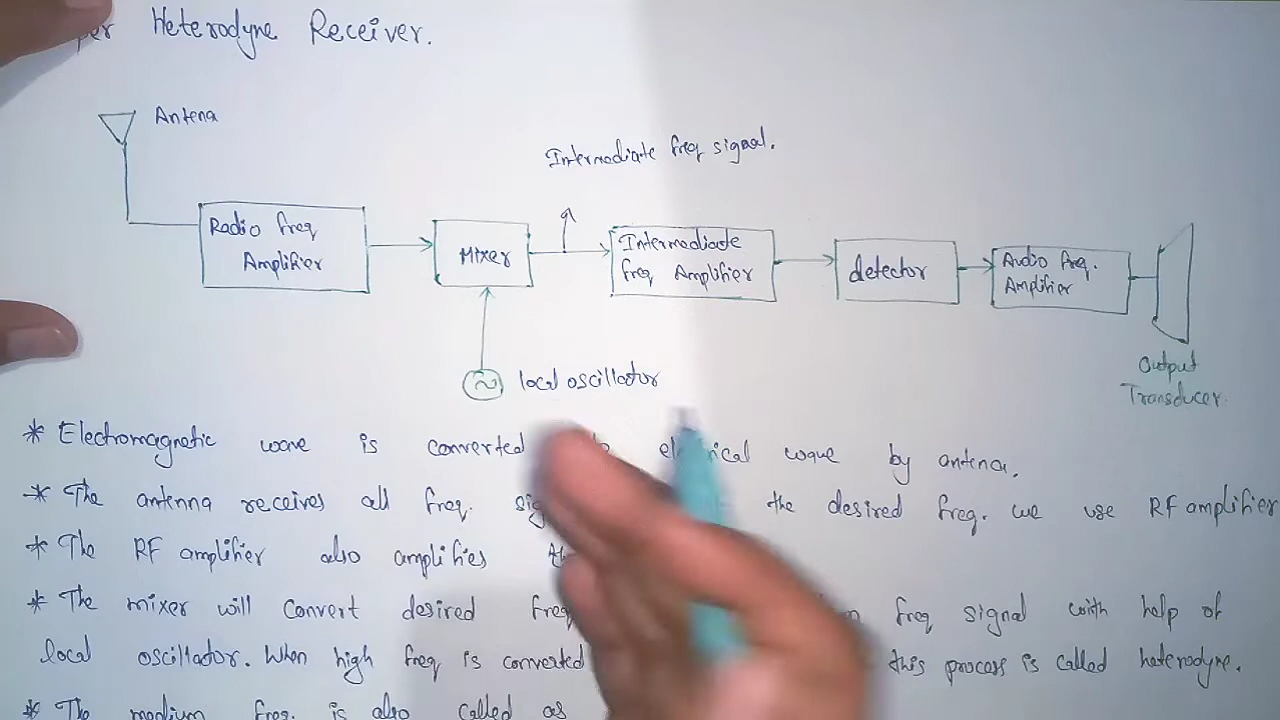 Heterodyne Receiver.
Antena
Intermediate freq signal.
Radio freq
Amplifier
Mixer
Intermediate
freq Amplifier
detector
Audio freq.
Amplifier
local oscillator
Output
Transducer.
* Electromagnetic wave is converted wave by antena.
* The antenna receives all freq. the desired freq. we use RF amplifier
* The RF amplifier also amplifies
* The mixer will convert desired freq signal with help of
local oscillator. When high freq is converted this process is called heterodyne.
* The medium freq. is also called as